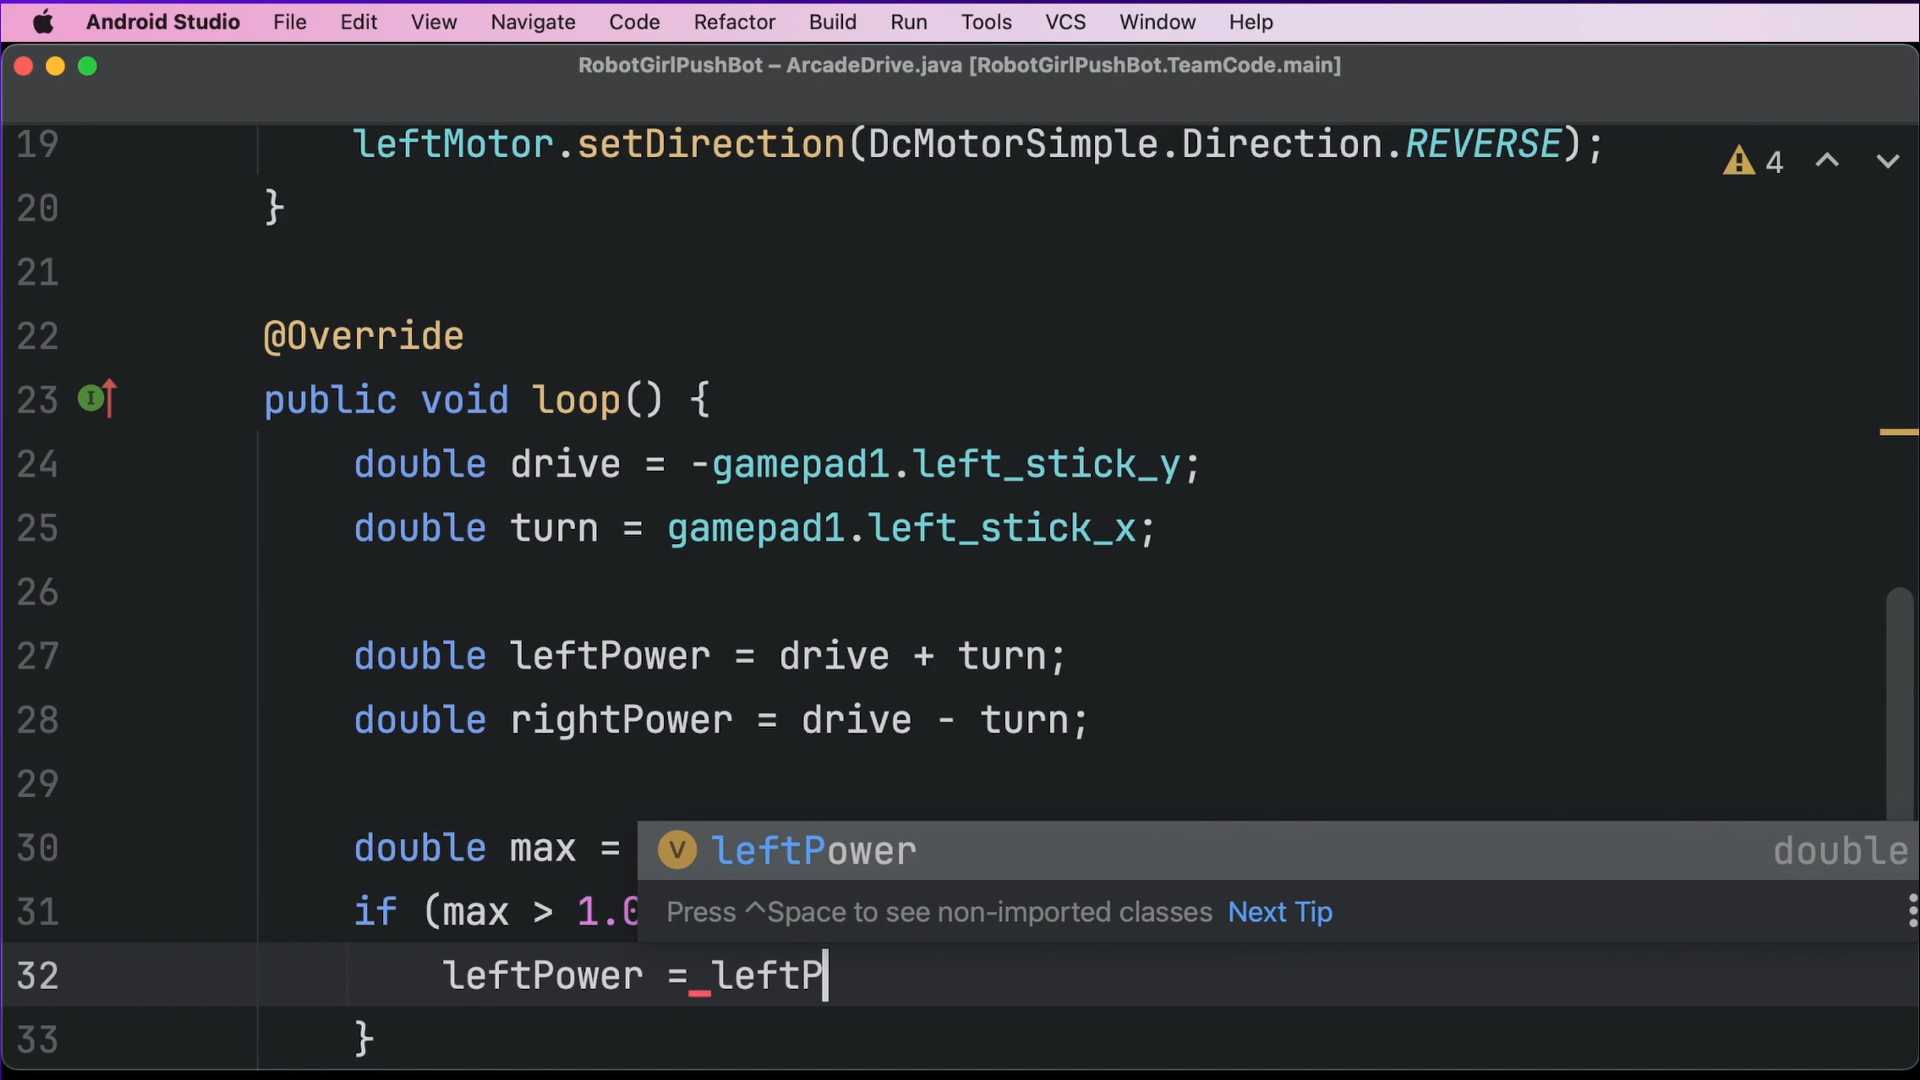 Android Studio File Edit View Navigate Code Refactor Build Run Tools VCS Window Help
RobotGirlPushBot – ArcadeDrive.java [RobotGirlPushBot.TeamCode.main]
19 leftMotor.setDirection(DcMotorSimple.Direction.REVERSE);
4
20 }
21
22 @Override
23 public void loop() {
24 double drive = -gamepad1.left_stick_y;
25 double turn = gamepad1.left_stick_x;
26
27 double leftPower = drive + turn;
28 double rightPower = drive - turn;
29
30 double max =
V leftPower double
31 if (max > 1.0
Press ^Space to see non-imported classes Next Tip
32 leftPower = leftP
33 }